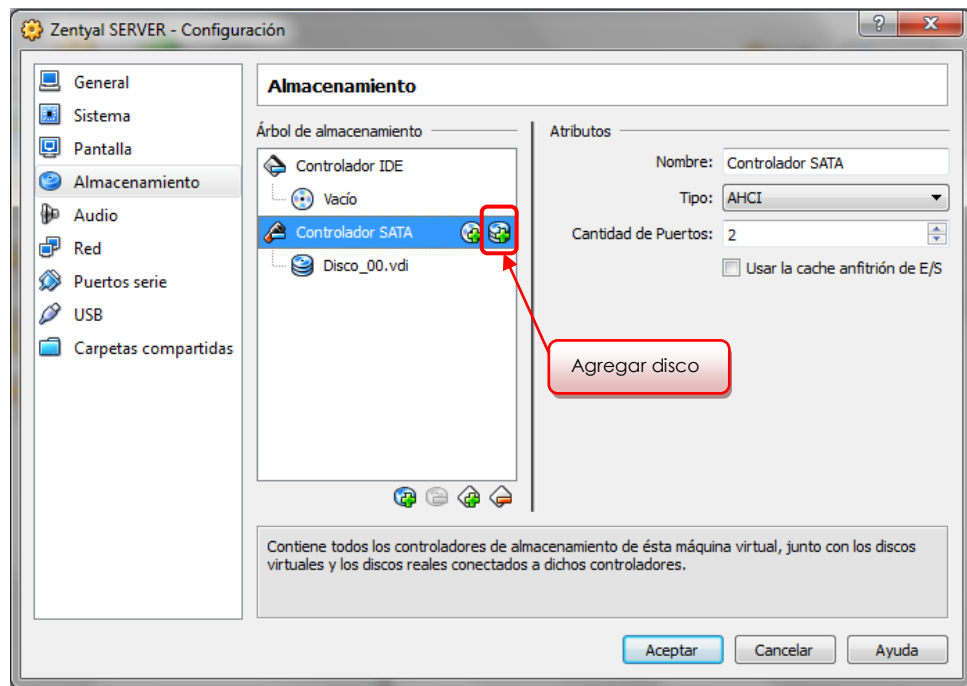 Zentyal SERVER - Configuración
?
X
General
Sistema
Pantalla
Almacenamiento
Audio
Red
Puertos serie
USB
Carpetas compartidas
Almacenamiento
Árbol de almacenamiento
Controlador IDE
Vacío
Controlador SATA
Disco_00.vdi
Atributos
Nombre: Controlador SATA
Tipo: AHCI
Cantidad de Puertos: 2
Usar la cache anfitrión de E/S
Agregar disco
Contiene todos los controladores de almacenamiento de ésta máquina virtual, junto con los discos
virtuales y los discos reales conectados a dichos controladores.
Aceptar Cancelar Ayuda